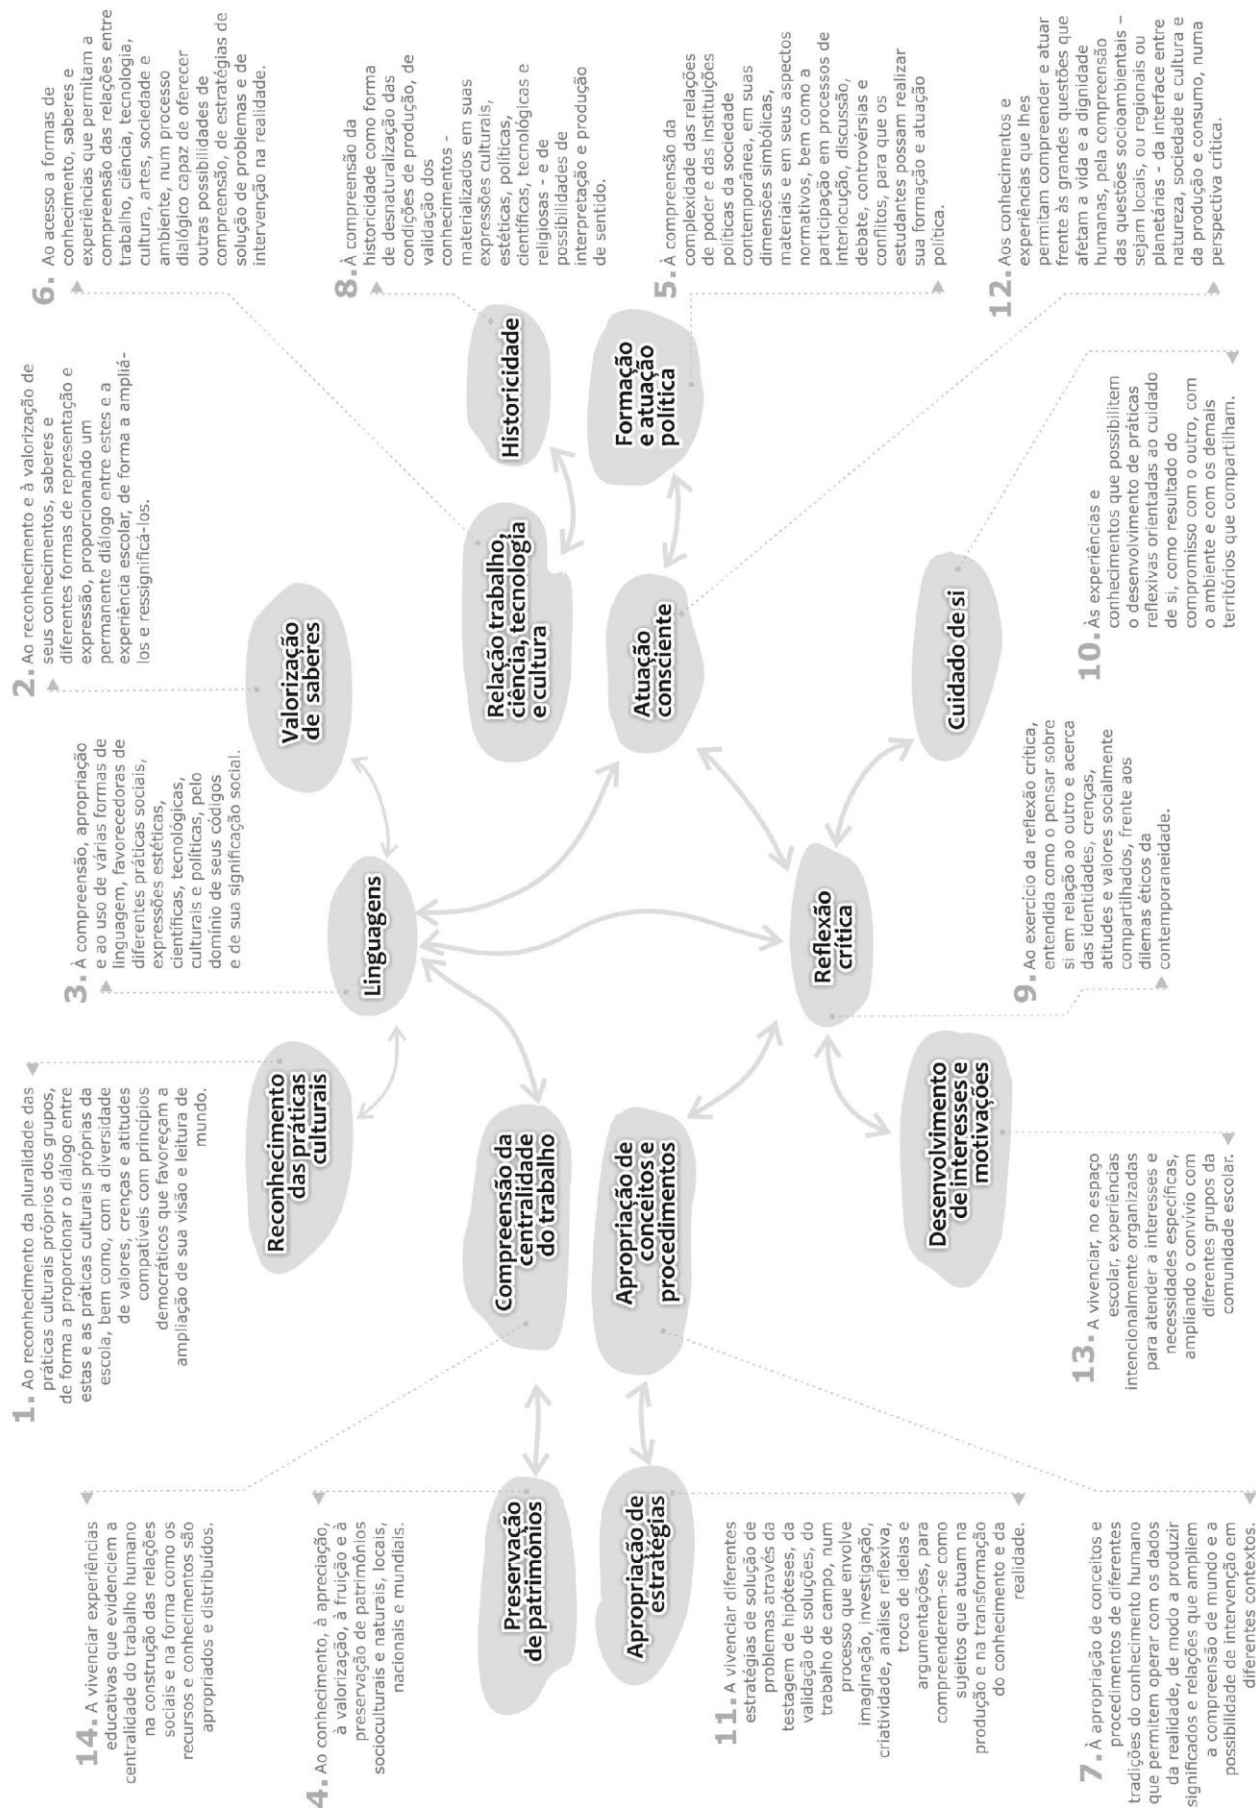 1. Ao reconhecimento da pluralidade das
práticas culturais próprios dos grupos,
de forma a proporcionar o diálogo entre
estas e as práticas culturais próprias da
escola, bem como, com a diversidade
de valores, crenças e atitudes
compatíveis com princípios
democráticos que favoreçam a
ampliação de sua visão e leitura de
mundo.
2. Ao reconhecimento e à valorização de
seus conhecimentos, saberes e
diferentes formas de representação e
expressão, proporcionando um
permanente diálogo entre estes e a
experiência escolar, de forma a ampliá-
los e ressignificá-los.
3. À compreensão, apropriação
e ao uso de várias formas de
linguagem, favorecedoras de
diferentes práticas sociais,
expressões estéticas,
científicas, tecnológicas,
culturais e políticas, pelo
domínio de seus códigos
e de sua significação social.
6. Ao acesso a formas de
conhecimento, saberes e
experiências que permitam a
compreensão das relações entre
trabalho, ciência, tecnologia,
cultura, artes, sociedade e
ambiente, num processo
dialógico capaz de oferecer
outras possibilidades de
compreensão, de estratégias de
solução de problemas e de
intervenção na realidade.
14. A vivenciar experiências
educativas que evidenciem a
centralidade do trabalho humano
na construção das relações
sociais e na forma como os
recursos e conhecimentos são
apropriados e distribuídos.
4. Ao conhecimento, à apreciação,
à valorização, à fruição e à
preservação de patrimônios
socioculturais e naturais, locais,
nacionais e mundiais.
Reconhecimento
das práticas
culturais
Linguagens
Valorização
de saberes
8. À compreensão da
historicidade como forma
de desnaturalização das
condições de produção, de
validação dos
conhecimentos -
materializados em suas
expressões culturais,
estéticas, políticas,
científicas, tecnológicas e
religiosas - e de
possibilidades de
interpretação e produção
de sentido.
Preservação
de patrimônios
Compreensão da
centralidade
do trabalho
Relação trabalho,
ciência, tecnologia
e cultura
Historicidade
Apropriação de
estratégias
Apropriação de
conceitos e
procedimentos
Atuação
consciente
Formação
e atuação
política
5. À compreensão da
complexidade das relações
de poder e das instituições
políticas da sociedade
contemporânea, em suas
dimensões simbólicas,
materiais e em seus aspectos
normativos, bem como a
participação em processos de
interlocução, discussão,
debate, controvérsias e
conflitos, para que os
estudantes possam realizar
sua formação e atuação
política.
11. A vivenciar diferentes
estratégias de solução de
problemas através da
testagem de hipóteses, da
validação de soluções, do
trabalho de campo, num
processo que envolve
imaginação, investigação,
criatividade, análise reflexiva,
troca de ideias e
argumentações, para
compreenderem-se como
sujeitos que atuam na
produção e na transformação
do conhecimento e da
realidade.
Desenvolvimento
de interesses e
motivações
Reflexão
crítica
Cuidado de si
7. À apropriação de conceitos e
procedimentos de diferentes
tradições do conhecimento humano
que permitem operar com os dados
da realidade, de modo a produzir
significados e relações que ampliem
a compreensão de mundo e a
possibilidade de intervenção em
diferentes contextos.
13. A vivenciar, no espaço
escolar, experiências
intencionalmente organizadas
para atender a interesses e
necessidades específicas,
ampliando o convívio com
diferentes grupos da
comunidade escolar.
9. Ao exercício da reflexão crítica,
entendida como o pensar sobre
si em relação ao outro e acerca
das identidades, crenças,
atitudes e valores socialmente
compartilhados, frente aos
dilemas éticos da
contemporaneidade.
10. Às experiências e
conhecimentos que possibilitem
o desenvolvimento de práticas
reflexivas orientadas ao cuidado
de si, como resultado do
compromisso com o outro, com
o ambiente e com os demais
territórios que compartilham.
12. Aos conhecimentos e
experiências que lhes
permitam compreender e atuar
frente às grandes questões que
afetam a vida e a dignidade
humanas, pela compreensão
das questões socioambientais –
sejam locais, ou regionais ou
planetárias - da interface entre
natureza, sociedade e cultura e
da produção e consumo, numa
perspectiva crítica.